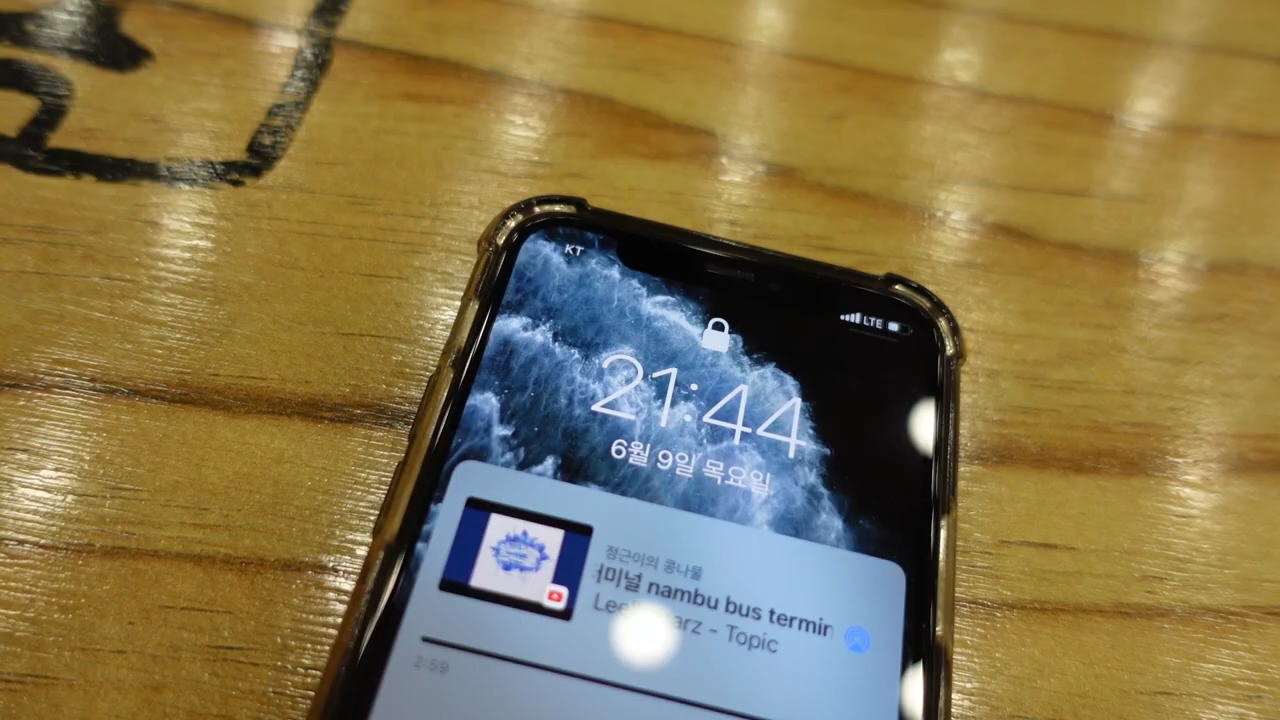 KT
LTE
21:44
6월 9일 목요일
정근이의 콩나물
미널 nambu bus termin
- Topic
2:59